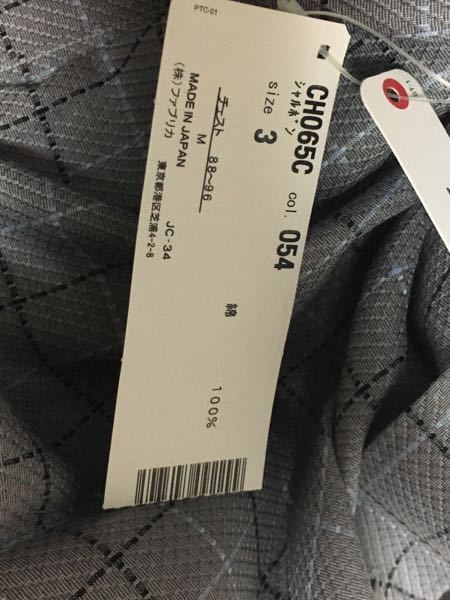 PTC-01
CH065C col. 054
シャルボ・ン
size 3
チェスト 88~96
M
MADE IN JAPAN
(株)ファブリカ
JC-34
東京都港区芝浦4-2-8
綿 100%